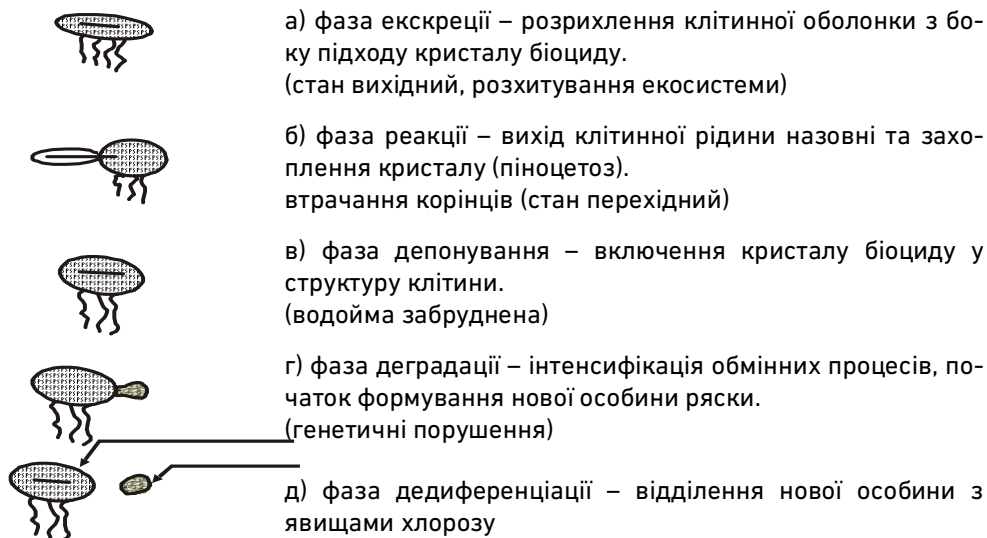 а) фаза екскреції – розрихлення клітинної оболонки з бо-
ку підходу кристалу біоциду.
(стан вихідний, розхитування екосистеми)
б) фаза реакції – вихід клітинної рідини назовні та захо-
плення кристалу (піноцетоз).
втрачання корінців (стан перехідний)
в) фаза депонування – включення кристалу біоциду у
структуру клітини.
(водойма забруднена)
г) фаза деградації – інтенсифікація обмінних процесів, по-
чаток формування нової особини ряски.
(генетичні порушення)
д) фаза дедиференціації – відділення нової особини з
явищами хлорозу